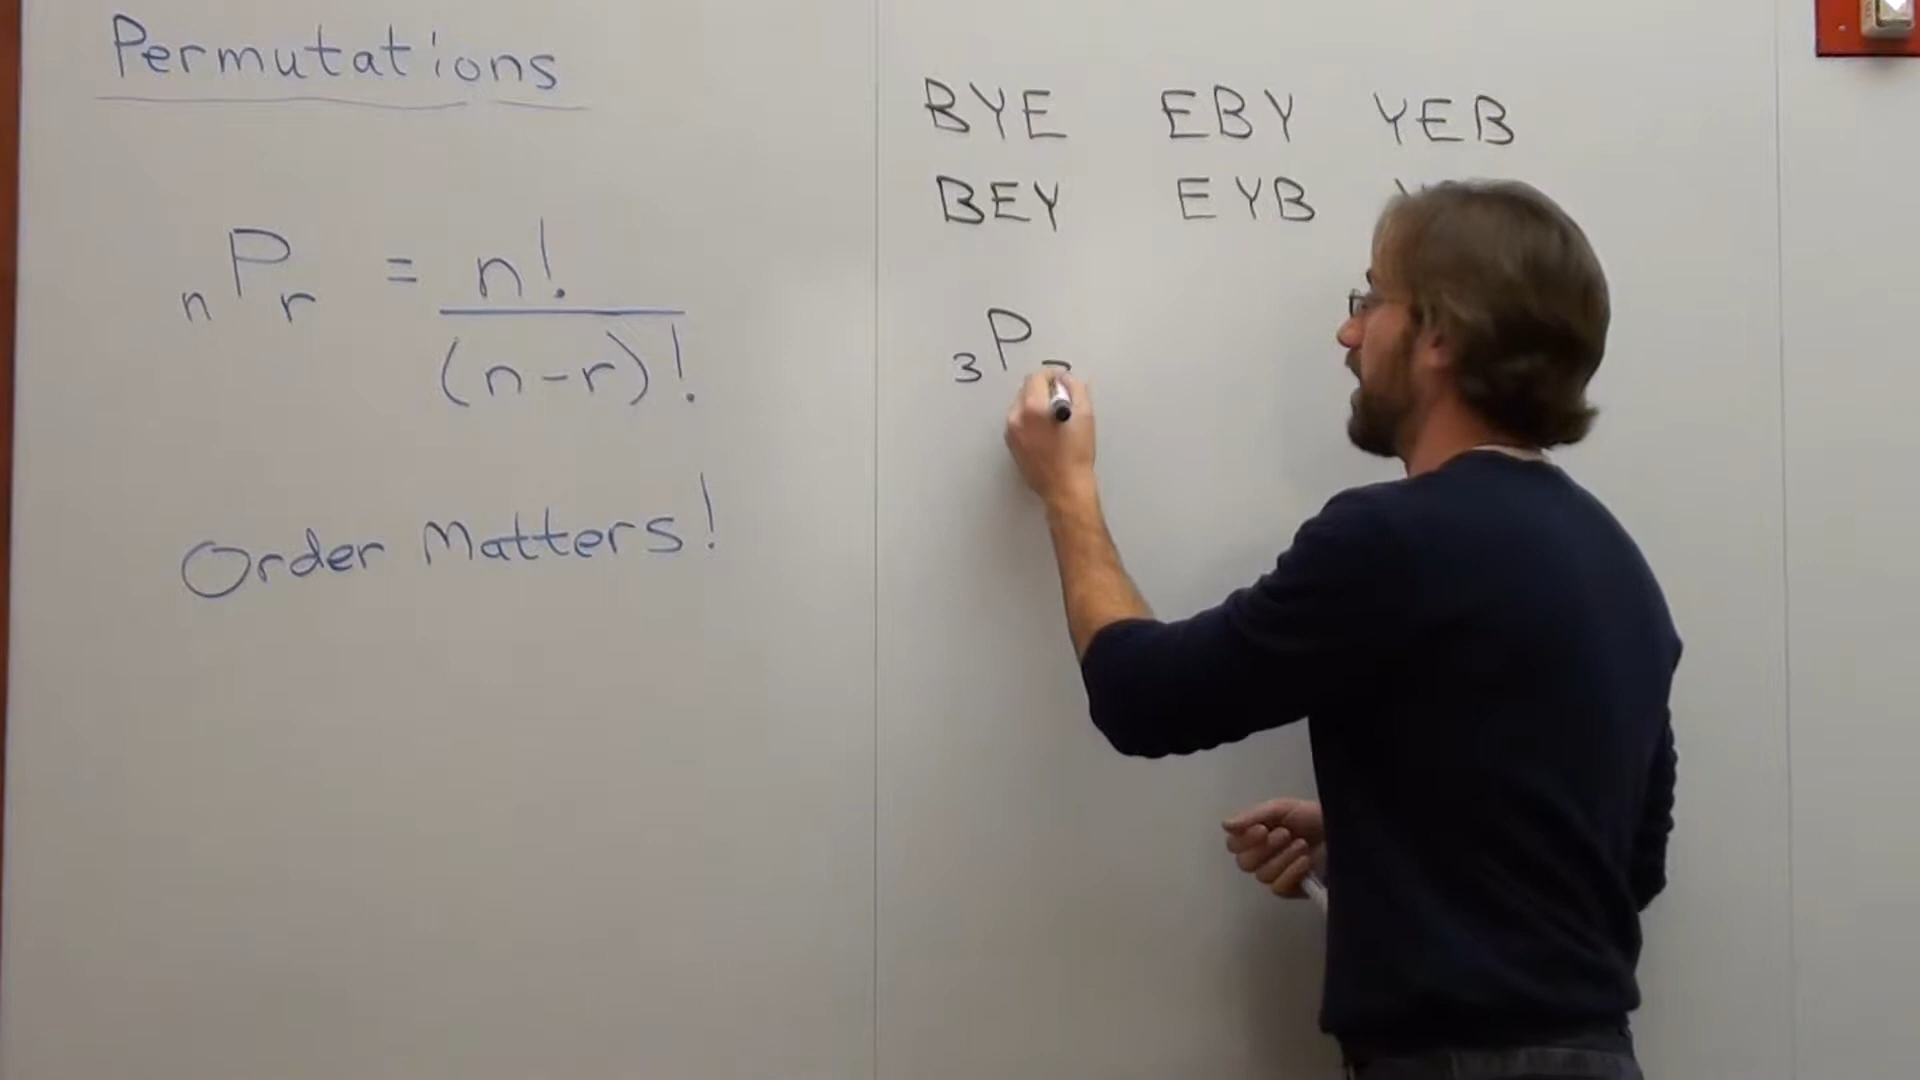 Permutations
nPr = n!
(n-r)!
Order Matters!
BYE EBY YEB
BEY EYB
3P